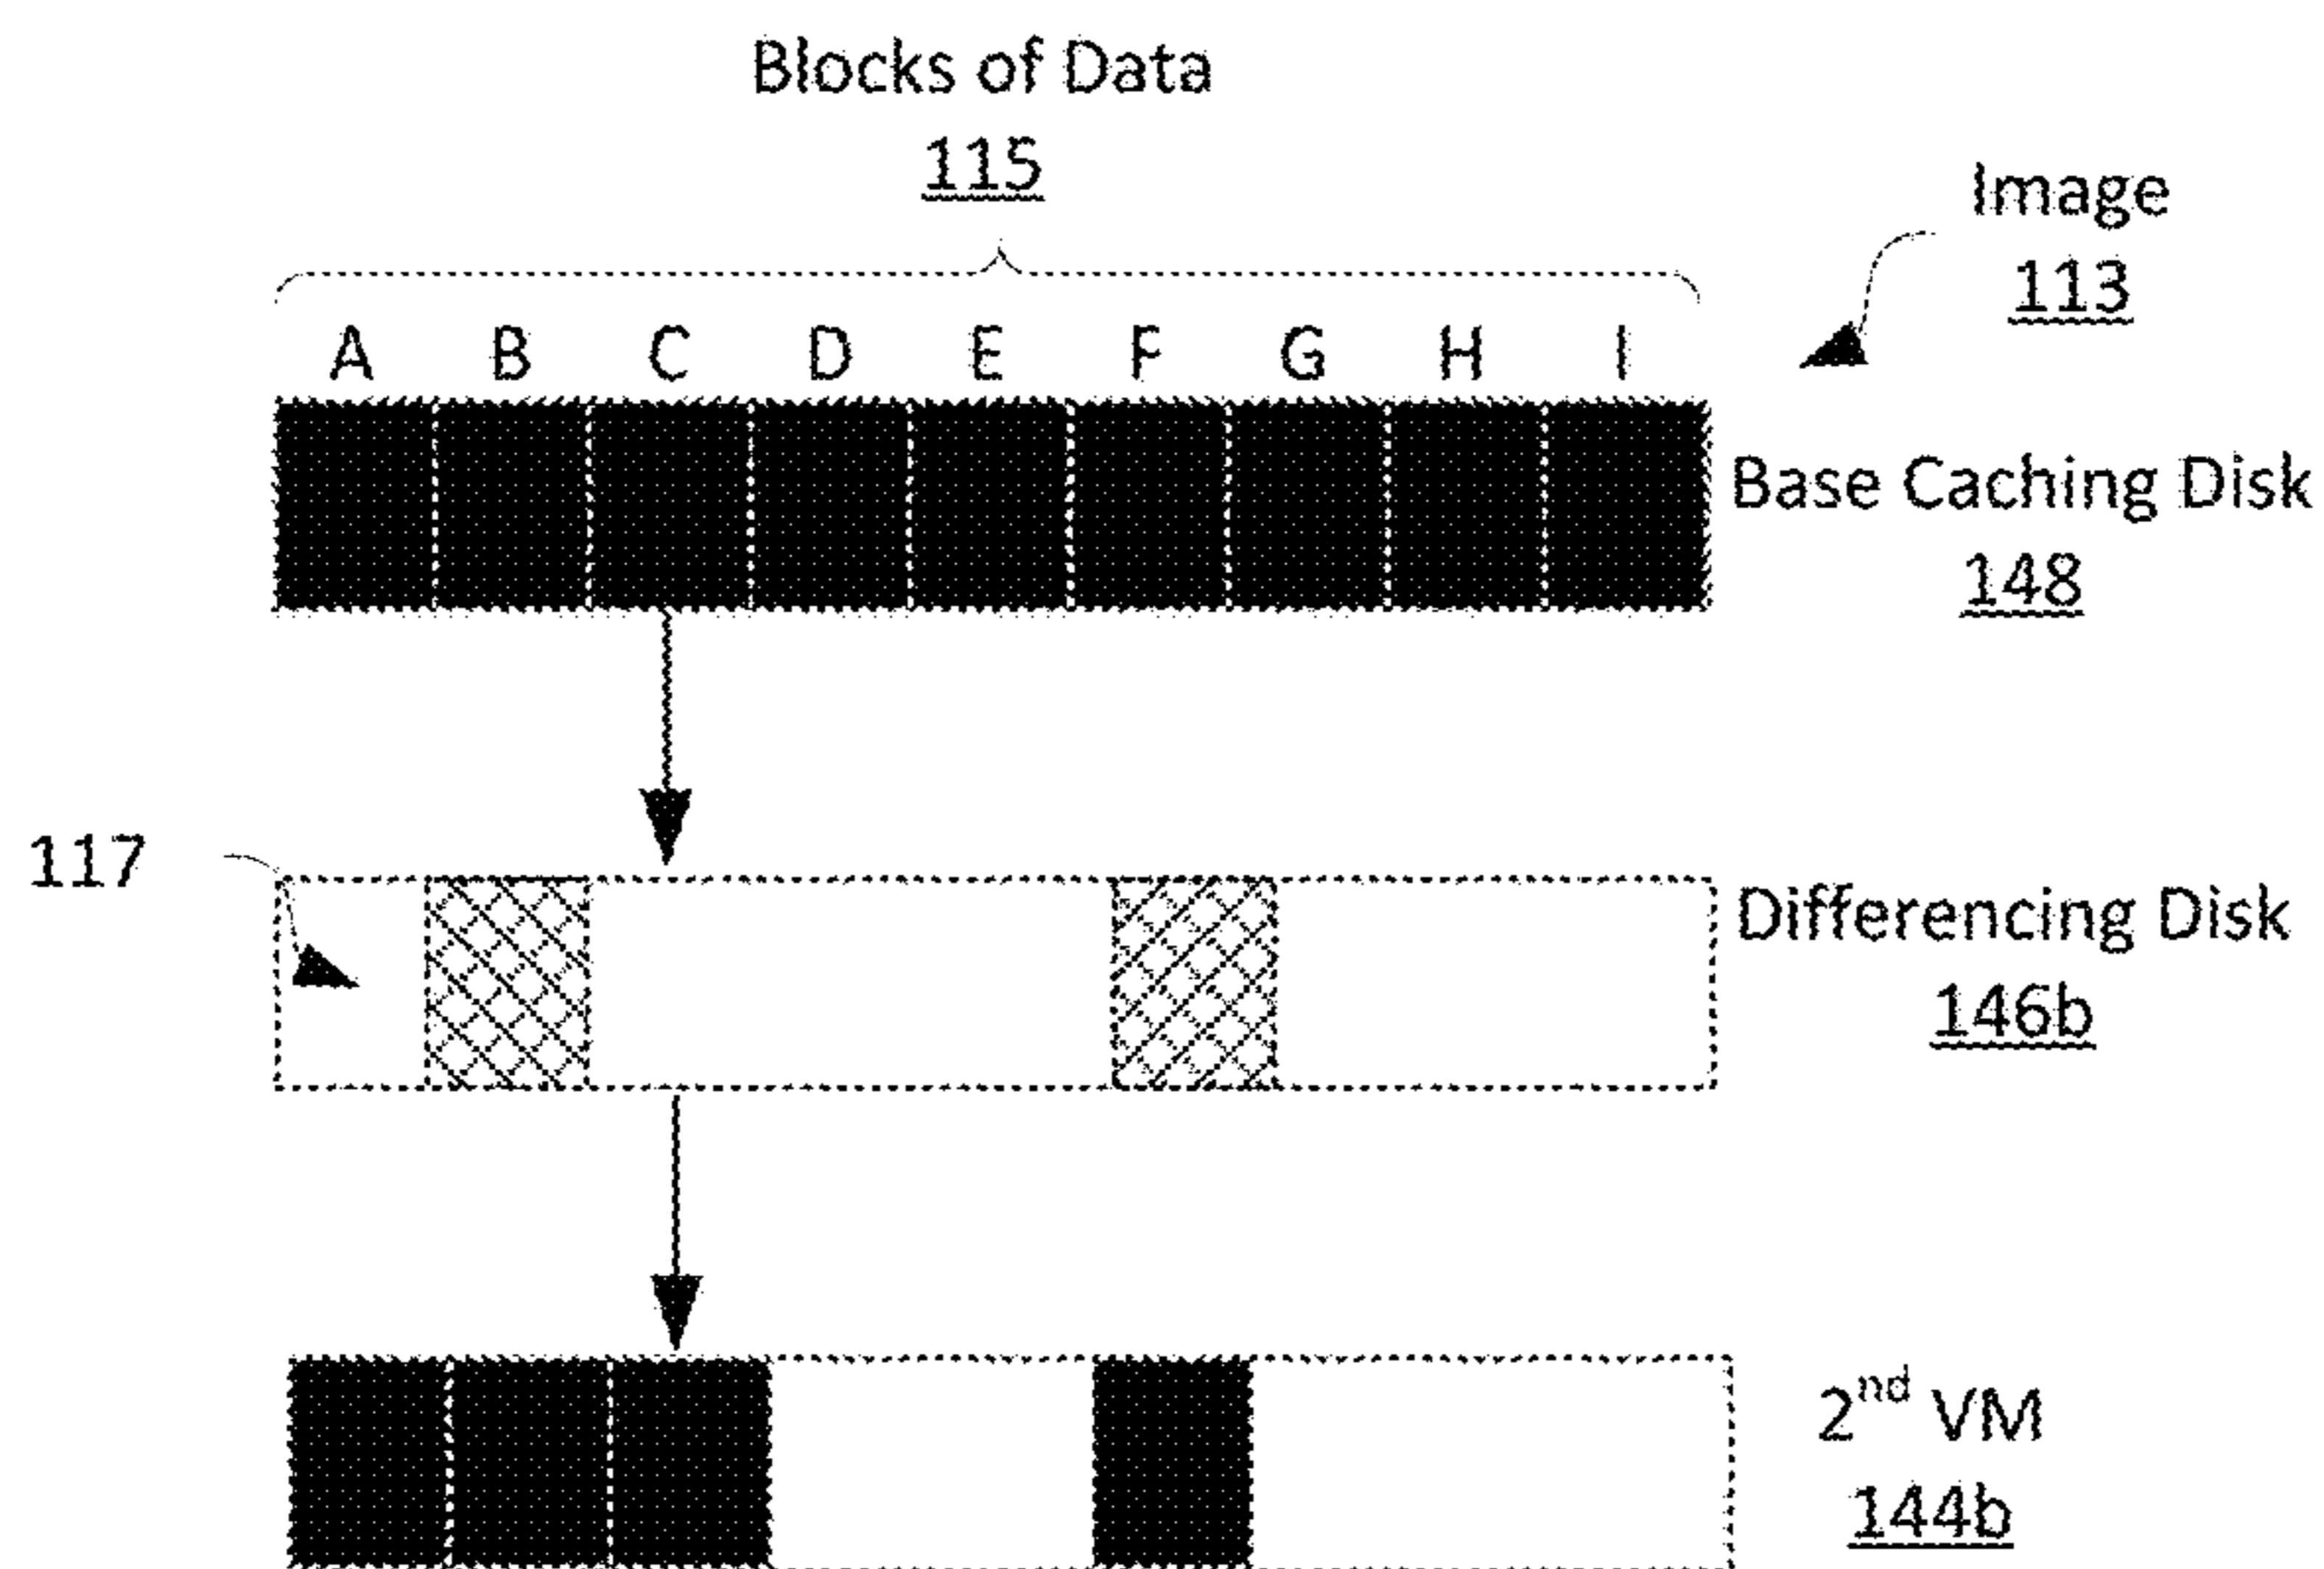 Blocks of Data
115
Image
113
A B C D E F G H I
Base Caching Disk
148
117
Differencing Disk
146b
2nd VM
144b